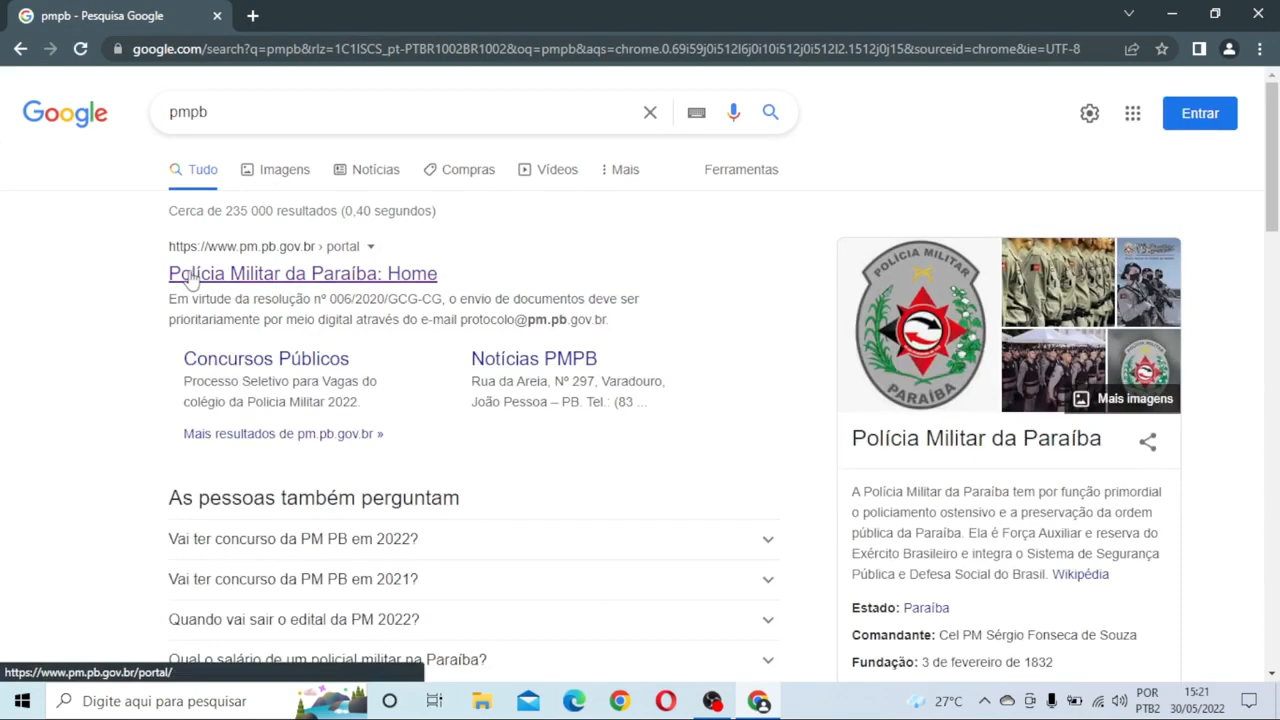 pmpb - Pesquisa Google
google.com/search?q=pmpb&rlz=1C1ISCS_pt-PTBR1002BR1002&oq=pmpb&aqs=chrome.0.69i59j0i512l6j0i10i512j0i512l2.1512j0j15&sourceid=chrome&ie=UTF-8
Google
pmpb
Entrar
Tudo
Imagens
Notícias
Compras
Vídeos
Mais
Ferramentas
Cerca de 235 000 resultados (0,40 segundos)
https://www.pm.pb.gov.br › portal
Polícia Militar da Paraíba: Home
Em virtude da resolução nº 006/2020/GCG-CG, o envio de documentos deve ser
prioritariamente por meio digital através do e-mail protocolo@pm.pb.gov.br.
Concursos Públicos
Processo Seletivo para Vagas do
colégio da Policia Militar 2022.
Notícias PMPB
Rua da Areia, Nº 297, Varadouro,
João Pessoa – PB. Tel.: (83 ...
Mais resultados de pm.pb.gov.br »
As pessoas também perguntam
Vai ter concurso da PM PB em 2022?
Vai ter concurso da PM PB em 2021?
Quando vai sair o edital da PM 2022?
Qual o salário de um policial militar na Paraíba?
POLICIA MILITAR
PARAÍBA
Mais imagens
Polícia Militar da Paraíba
A Polícia Militar da Paraíba tem por função primordial
o policiamento ostensivo e a preservação da ordem
pública da Paraíba. Ela é Força Auxiliar e reserva do
Exército Brasileiro e integra o Sistema de Segurança
Pública e Defesa Social do Brasil. Wikipédia
Estado: Paraíba
Comandante: Cel PM Sérgio Fonseca de Souza
Fundação: 3 de fevereiro de 1832
https://www.pm.pb.gov.br/portal/
Digite aqui para pesquisar
27°C
POR
PTB2
15:21
30/05/2022